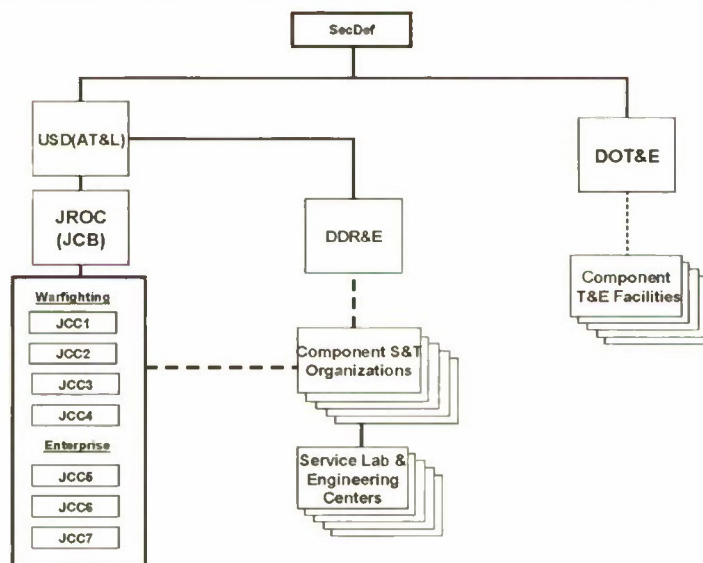 SecDef
USD(AT&L)
DOT&E
JROC
(JCB)
DDR&E
Component
T&E Facilities
Warfighting
JCC1
JCC2
JCC3
JCC4
Component S&T
Organizations
Enterprise
JCC5
JCC6
JCC7
Service Lab &
Engineering
Centers